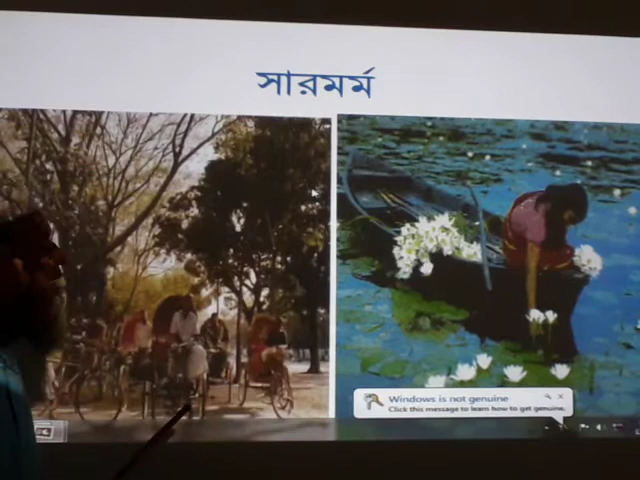 সারমর্ম
Windows is not genuine
Click this message to learn how to get genuine.